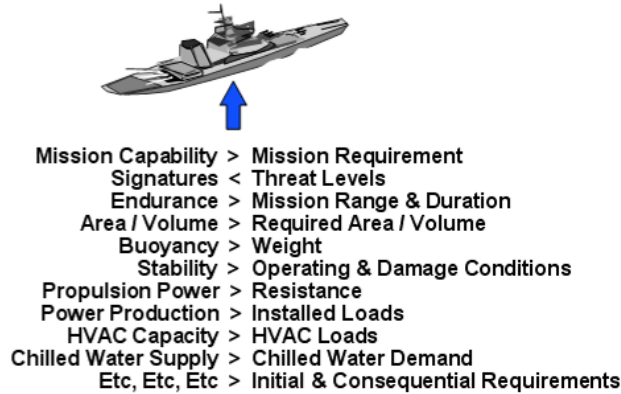 Mission Capability > Mission Requirement
Signatures < Threat Levels
Endurance > Mission Range & Duration
Area / Volume > Required Area / Volume
Buoyancy > Weight
Stability > Operating & Damage Conditions
Propulsion Power > Resistance
Power Production > Installed Loads
HVAC Capacity > HVAC Loads
Chilled Water Supply > Chilled Water Demand
Etc, Etc, Etc > Initial & Consequential Requirements